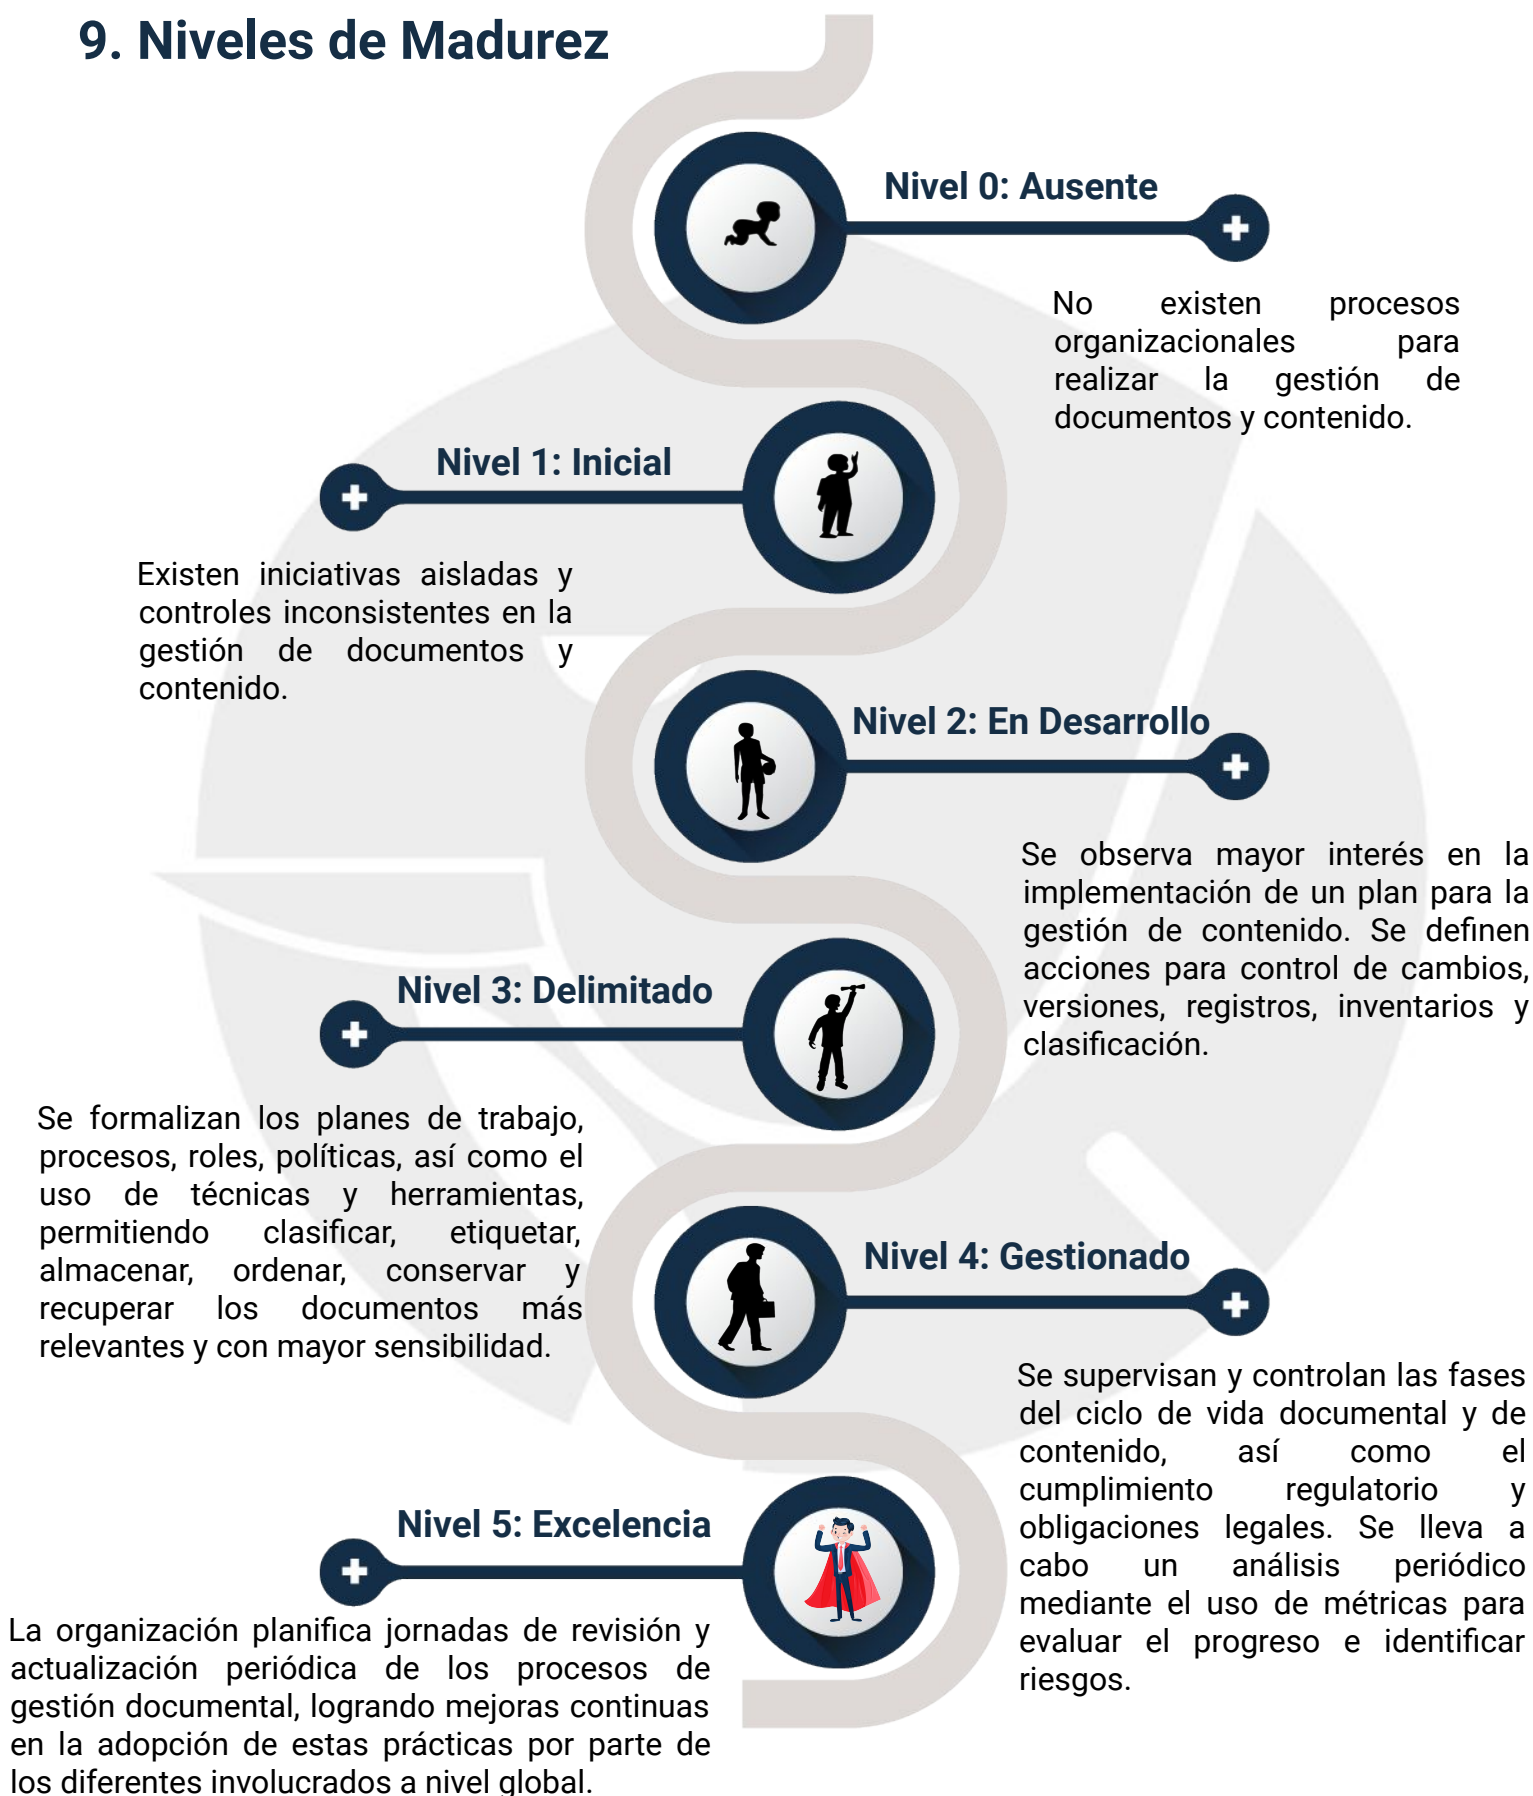 9. Niveles de Madurez
Nivel 0: Ausente
No existen procesos
organizacionales para
realizar la gestión de
documentos y contenido.
Nivel 1: Inicial
Existen iniciativas aisladas y
controles inconsistentes en la
gestión de documentos y
contenido.
Nivel 2: En Desarrollo
Se observa mayor interés en la
implementación de un plan para la
gestión de contenido. Se definen
acciones para control de cambios,
versiones, registros, inventarios y
clasificación.
Nivel 3: Delimitado
Se formalizan los planes de trabajo,
procesos, roles, políticas, así como el
uso de técnicas y herramientas,
permitiendo clasificar, etiquetar,
almacenar, ordenar, conservar y
recuperar los documentos más
relevantes y con mayor sensibilidad.
Nivel 4: Gestionado
Se supervisan y controlan las fases
del ciclo de vida documental y de
contenido, así como el
cumplimiento regulatorio y
obligaciones legales. Se lleva a
cabo un análisis periódico
mediante el uso de métricas para
evaluar el progreso e identificar
riesgos.
Nivel 5: Excelencia
La organización planifica jornadas de revisión y
actualización periódica de los procesos de
gestión documental, logrando mejoras continuas
en la adopción de estas prácticas por parte de
los diferentes involucrados a nivel global.